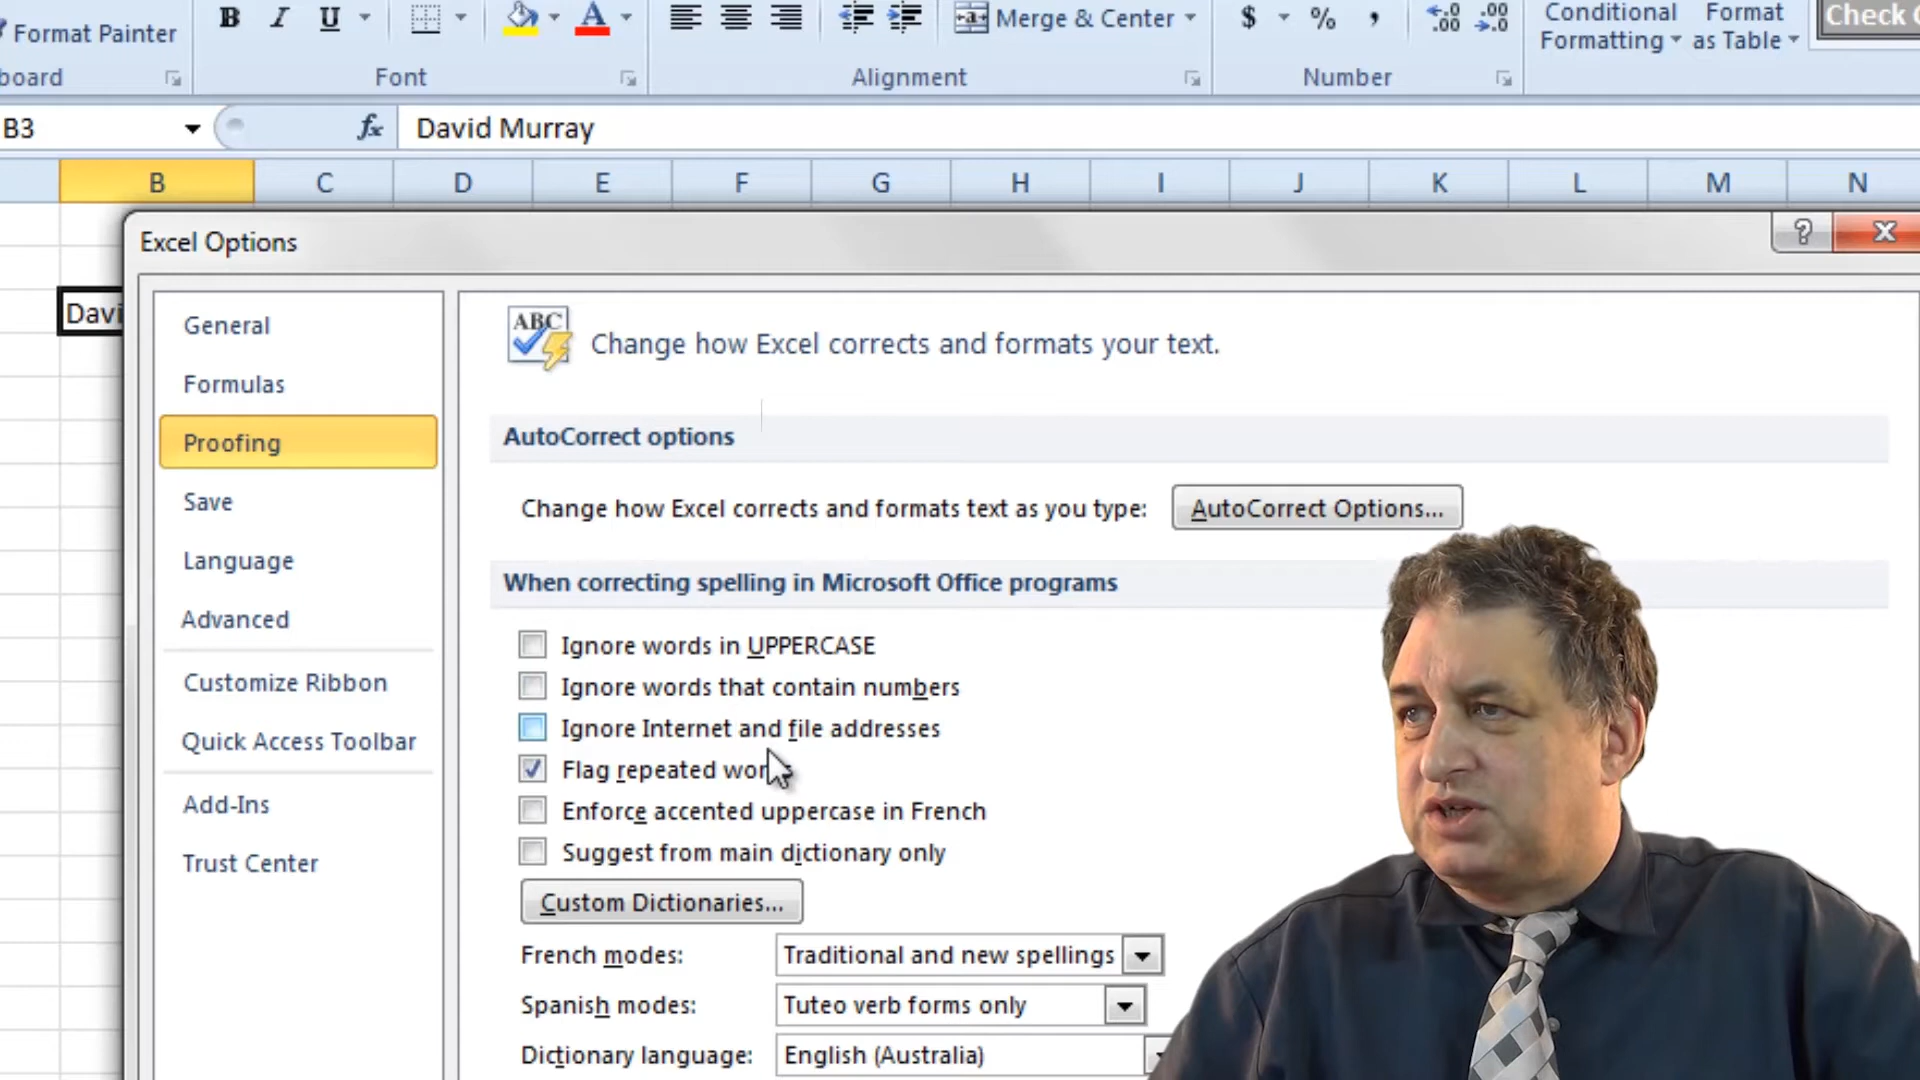 B I U
Merge & Center
$ % ,
.0 .00
.00 .0
Conditional Formatting
Format as Table
Check
Format Painter
board
Font
Alignment
Number
B3
fx
David Murray
B C D E F G H I J K L M N
Excel Options
?
Davi
General
Formulas
Proofing
Save
Language
Advanced
Customize Ribbon
Quick Access Toolbar
Add-Ins
Trust Center
ABC
Change how Excel corrects and formats your text.
AutoCorrect options
Change how Excel corrects and formats text as you type:
AutoCorrect Options...
When correcting spelling in Microsoft Office programs
Ignore words in UPPERCASE
Ignore words that contain numbers
Ignore Internet and file addresses
Flag repeated wor
Enforce accented uppercase in French
Suggest from main dictionary only
Custom Dictionaries...
French modes: Traditional and new spellings
Spanish modes: Tuteo verb forms only
Dictionary language: English (Australia)